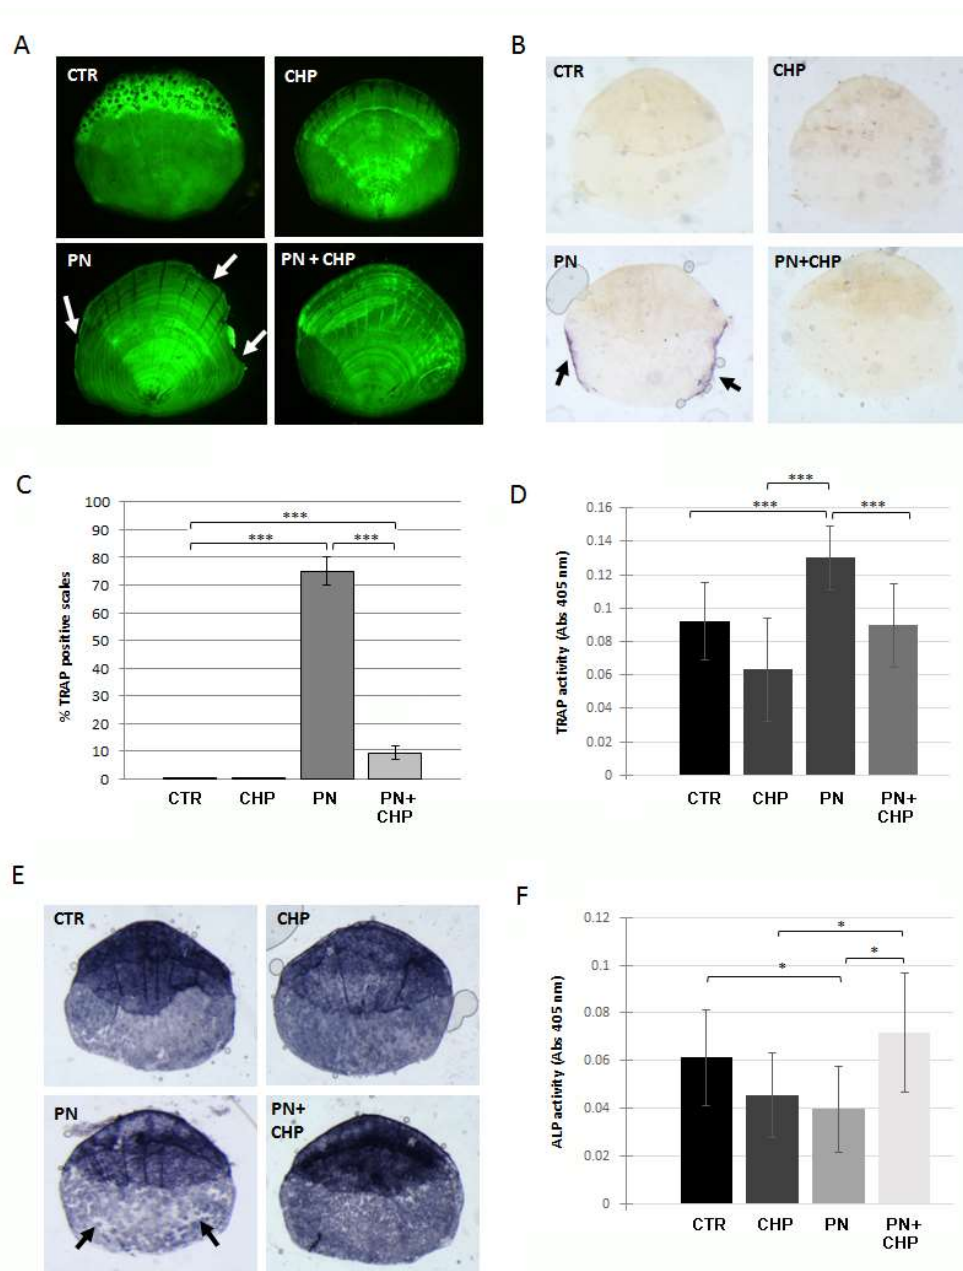 A
CTR
CHP
PN
PN + CHP
B
CTR
CHP
PN
PN+CHP
C
% TRAP positive scales
100
90
80
70
60
50
40
30
20
10
0
***
***
***
CTR
CHP
PN
PN+
CHP
D
TRAP activity (Abs 405 nm)
0.16
0.14
0.12
0.1
0.08
0.06
0.04
0.02
0
***
***
***
CTR
CHP
PN
PN+
CHP
E
CTR
CHP
PN
PN+
CHP
F
ALP activity (Abs 405 nm)
0.12
0.1
0.08
0.06
0.04
0.02
0
*
*
*
CTR
CHP
PN
PN+
CHP